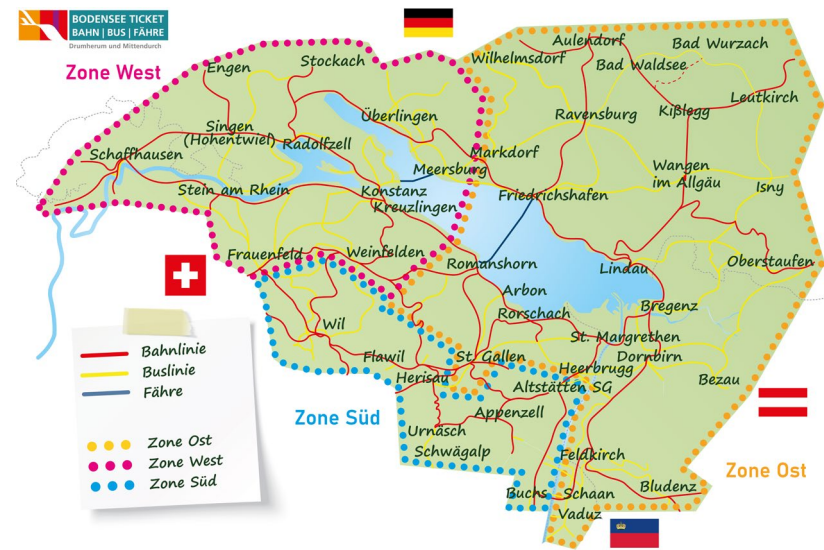 BODENSEE TICKET
BAHN | BUS | FÄHRE
Drumherum und Mittendurch
Zone West
Engen
Stockach
Aulendorf
Wilhelmsdorf
Bad Waldsee
Bad Wurzach
Überlingen
Ravensburg
Kißlegg
Leutkirch
Singen
(Hohentwiel)
Radolfzell
Schaffhausen
Markdorf
Meersburg
Wangen
im Allgäu
Isny
Stein am Rhein
Konstanz
Kreuzlingen
Friedrichshafen
Frauenfeld
Weinfelden
Romanshorn
Lindau
Oberstaufen
Arbon
Rorschach
Bregenz
Wil
St. Margrethen
Dornbirn
Flawil
St. Gallen
Heerbrugg
Herisau
Altstätten SG
Bezau
Zone Süd
Appenzell
Urnäsch
Schwägalp
Feldkirch
Zone Ost
Buchs
Schaan
Bludenz
Vaduz
Bahnlinie
Buslinie
Fähre
Zone Ost
Zone West
Zone Süd